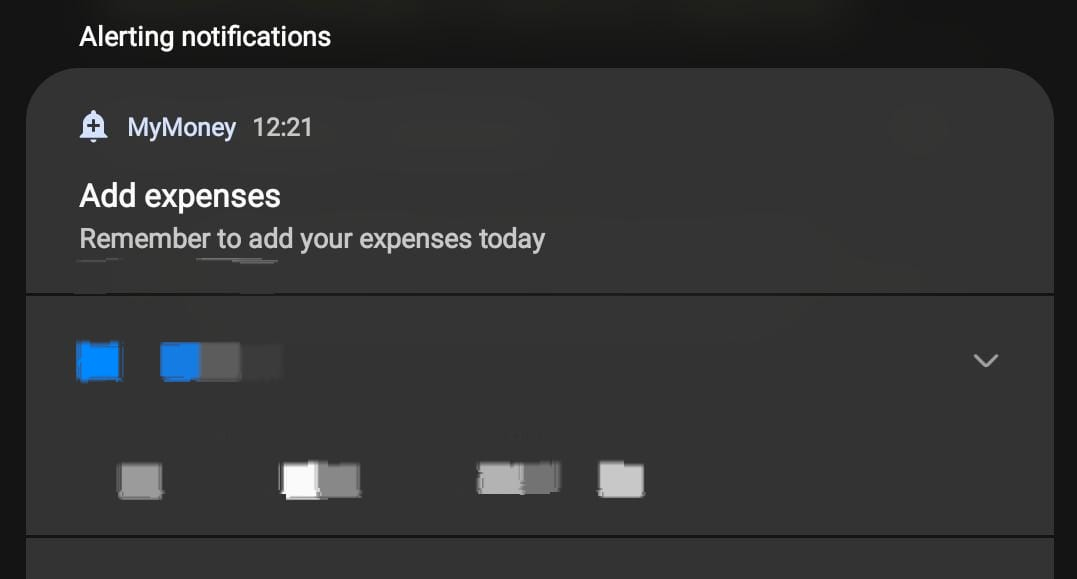 Alerting notifications
MyMoney 12:21
Add expenses
Remember to add your expenses today